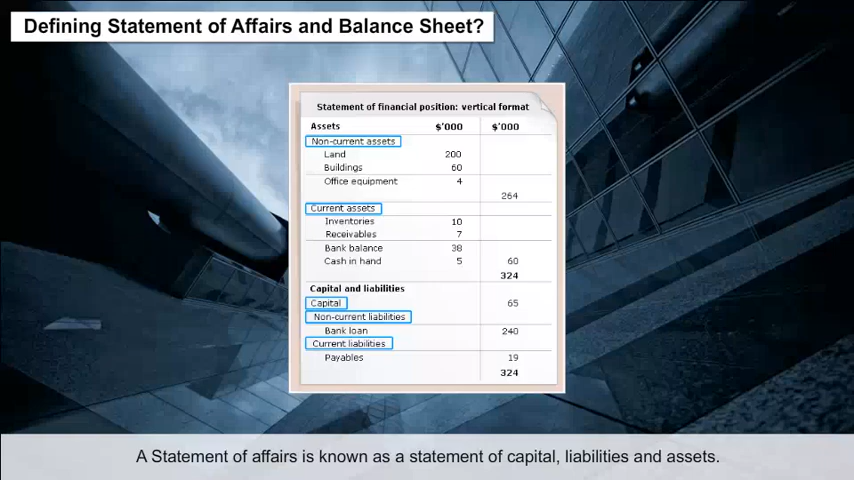 Defining Statement of Affairs and Balance Sheet?
Statement of financial position: vertical format
Assets $'000 $'000
Non-current assets
Land 200
Buildings 60
Office equipment 4
264
Current assets
Inventories 10
Receivables 7
Bank balance 38
Cash in hand 5 60
324
Capital and liabilities
Capital 65
Non-current liabilities
Bank loan 240
Current liabilities
Payables 19
324
A Statement of affairs is known as a statement of capital, liabilities and assets.